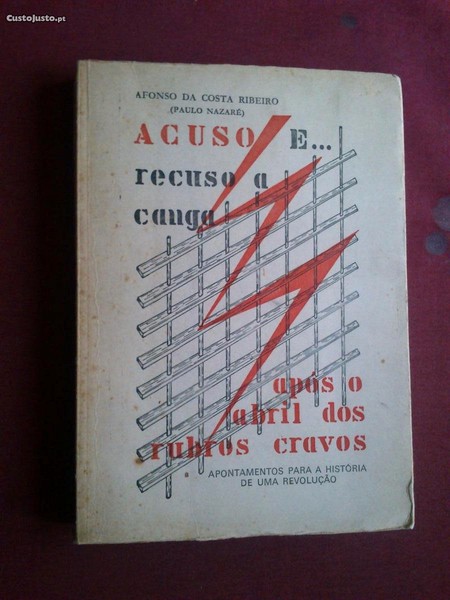 CustoJusto.pt
AFONSO DA COSTA RIBEIRO
(PAULO NAZARÉ)
ACUSO E...
recuso a
canga
após o
abril dos
rubros cravos
APONTAMENTOS PARA A HISTÓRIA
DE UMA REVOLUÇÃO